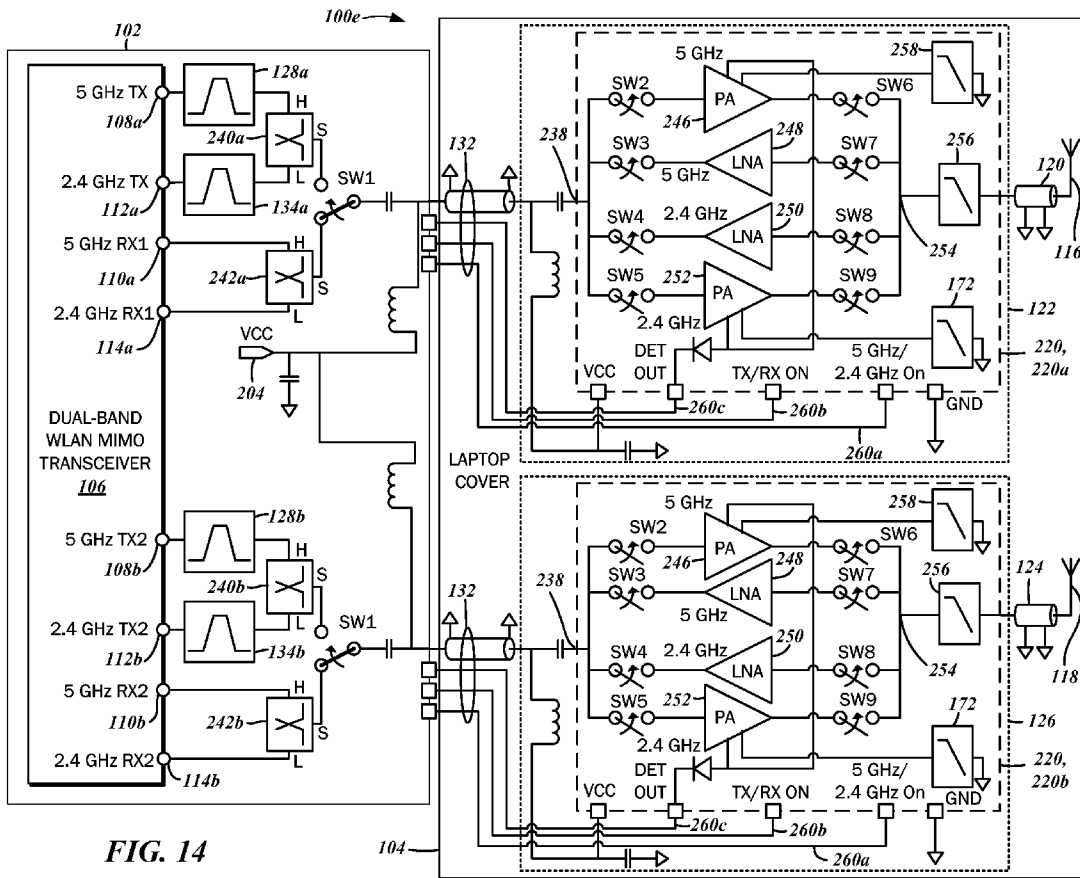 100e
102
128a
5 GHz TX
108a
H
240a
S
2.4 GHz TX
112a
L
134a
SW1
5 GHz RX1
110a
H
242a
S
2.4 GHz RX1
114a
L
VCC
204
DUAL-BAND
WLAN MIMO
TRANSCEIVER
106
128b
5 GHz TX2
108b
H
240b
S
2.4 GHz TX2
112b
L
134b
SW1
5 GHz RX2
110b
H
242b
S
2.4 GHz RX2
114b
L
FIG. 14
132
LAPTOP
COVER
132
104
238
5 GHz
258
SW2
PA
SW6
246
248
256
SW3
LNA
SW7
5 GHz
120
2.4 GHz
250
SW4
LNA
SW8
254
116
252
SW5
PA
SW9
2.4 GHz
172
122
DET
OUT
5 GHz/
2.4 GHz On
VCC
TX/RX ON
220,
220a
GND
260c
260b
260a
238
5 GHz
258
SW2
PA
SW6
246
248
256
SW3
LNA
SW7
5 GHz
124
2.4 GHz
250
SW4
LNA
SW8
254
118
252
SW5
PA
SW9
2.4 GHz
172
126
DET
OUT
5 GHz/
2.4 GHz On
VCC
TX/RX ON
220,
220b
GND
260c
260b
260a